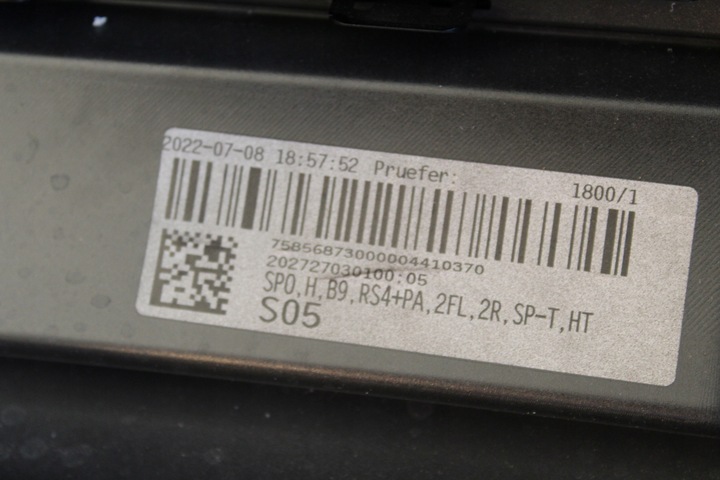 2022-07-08 18:57:52 Pruefer: 1800/1
75856873000004410370
202727030100:05
SPO,H,B9,RS4+PA,2FL,2R,SP-T,HT
S05